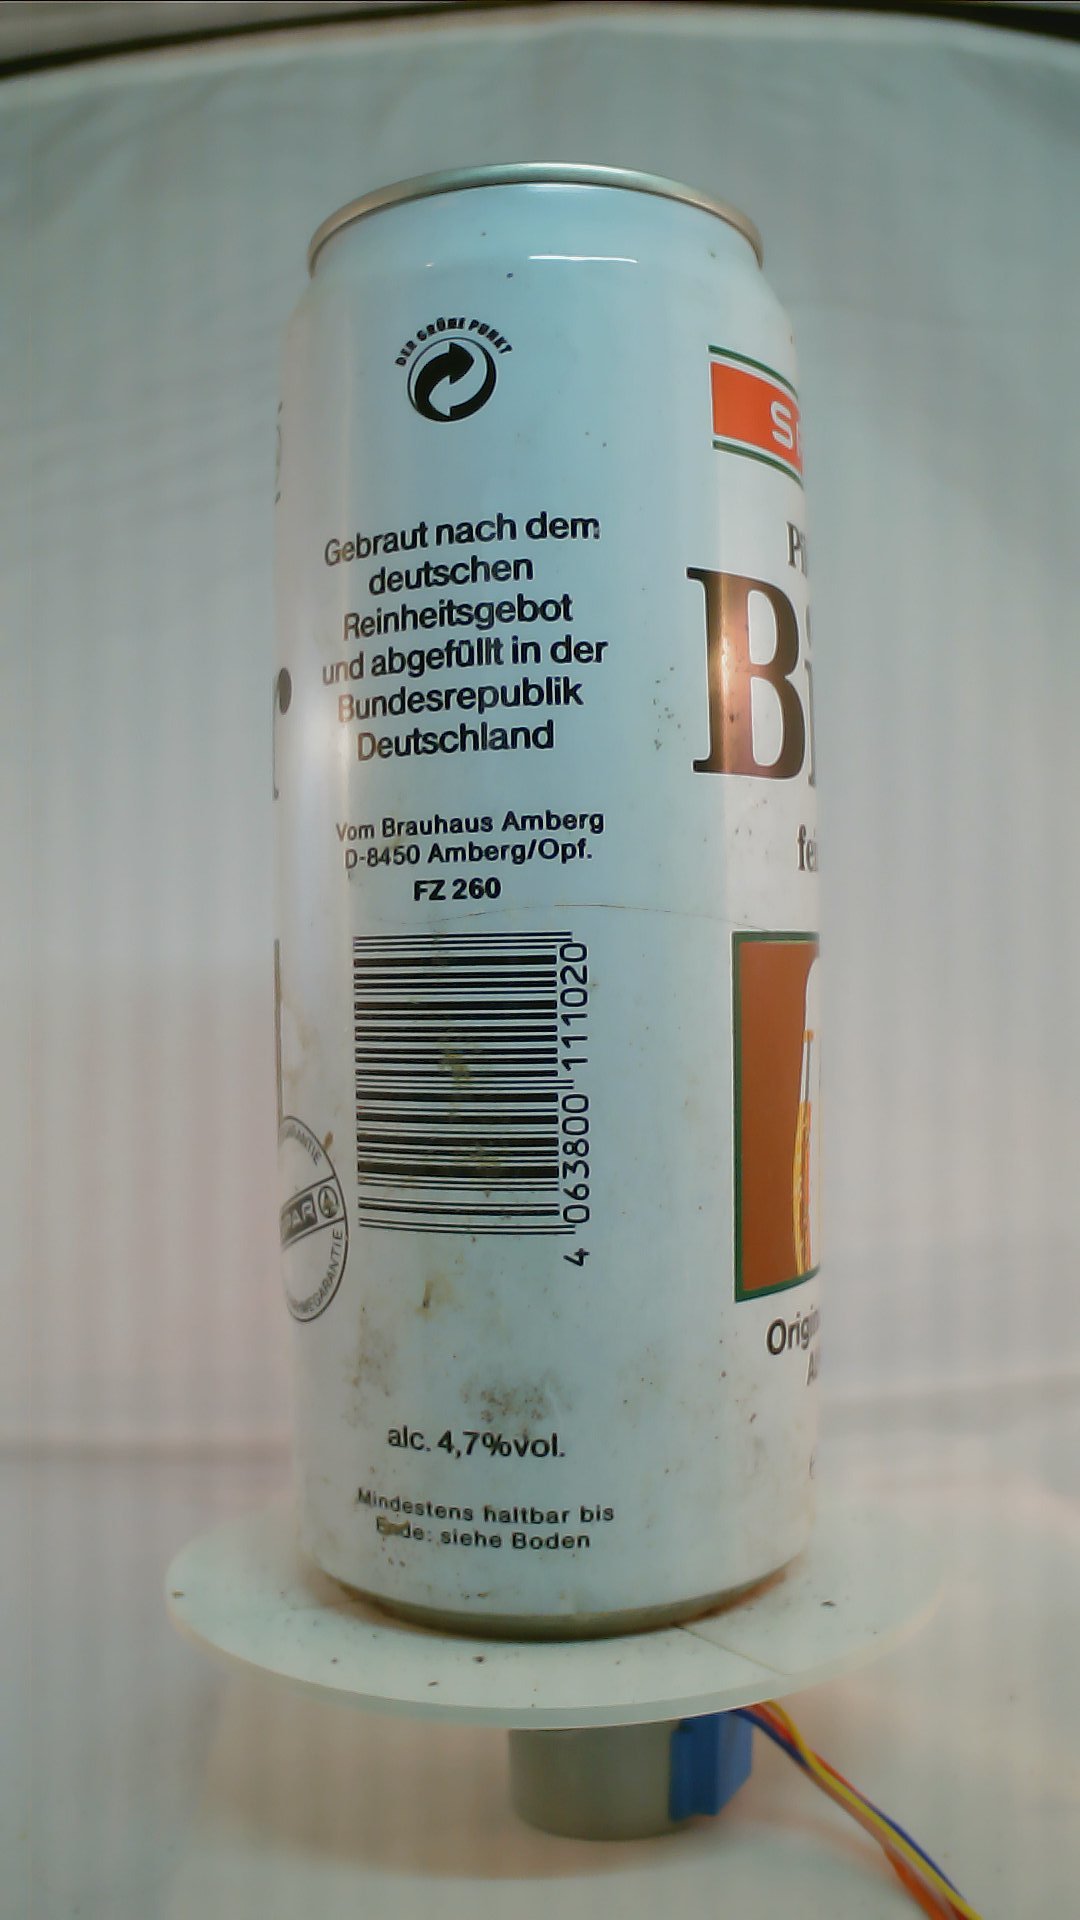 DER GRÜNE PUNKT
Gebraut nach dem
deutschen
Reinheitsgebot
und abgefüllt in der
Bundesrepublik
Deutschland
Vom Brauhaus Amberg
D-8450 Amberg/Opf.
FZ 260
4 063800 111020
alc. 4,7%vol.
Mindestens haltbar bis
Ende: siehe Boden